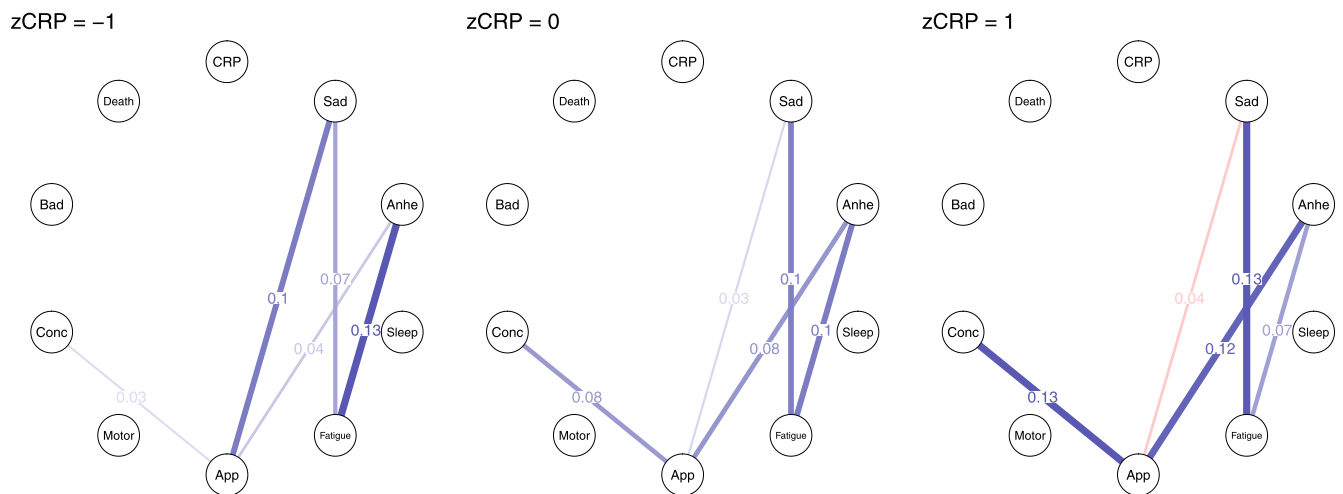 zCRP = −1
CRP
Death
Sad
Bad
Anhe
0.07
0.1
0.13
Conc
Sleep
0.04
0.03
Motor
Fatigue
App
zCRP = 0
CRP
Death
Sad
Bad
Anhe
0.1
0.03
0.1
Conc
Sleep
0.08
0.08
Motor
Fatigue
App
zCRP = 1
CRP
Death
Sad
Bad
Anhe
0.13
0.04
0.07
Conc
Sleep
0.12
0.13
Motor
Fatigue
App